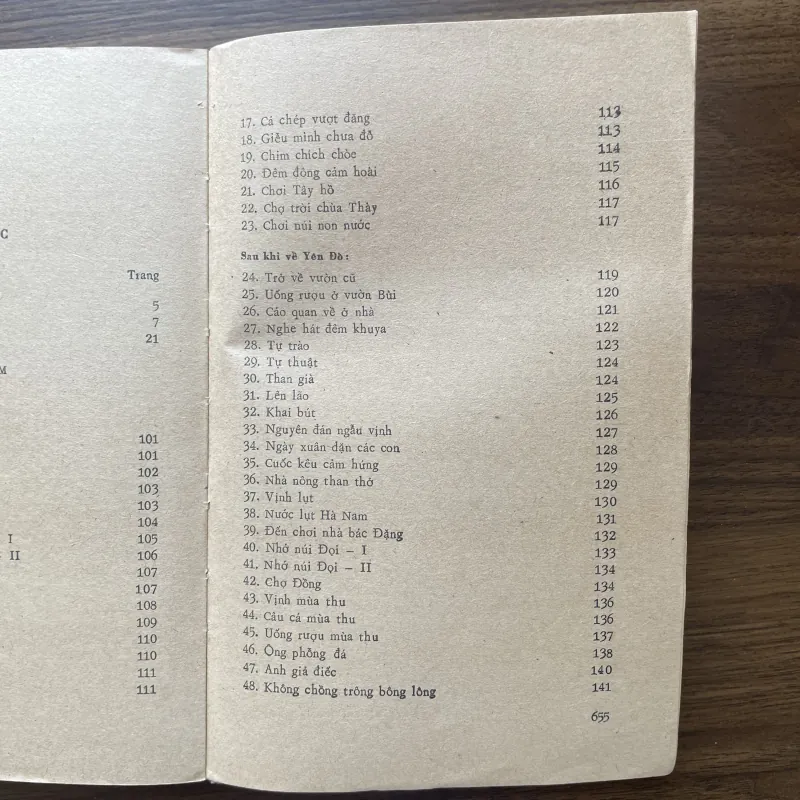 C
Trang
5
7
21
M
101
101
102
103
103
104
I 105
II 106
107
107
108
109
110
110
111
111
17. Cá chép vượt đăng 113
18. Giễu mình chưa đỗ 113
19. Chim chích chòe 114
20. Đêm đông cảm hoài 115
21. Chơi Tây hồ 116
22. Chợ trời chùa Thày 117
23. Chơi núi non nước 117
Sau khi về Yên Đổ:
24. Trở về vườn cũ 119
25. Uống rượu ở vườn Bùi 120
26. Cáo quan về ở nhà 121
27. Nghe hát đêm khuya 122
28. Tự trào 123
29. Tự thuật 124
30. Than già 124
31. Lên lão 125
32. Khai bút 126
33. Nguyên đán ngẫu vịnh 127
34. Ngày xuân dặn các con 128
35. Cuốc kêu cảm hứng 129
36. Nhà nông than thở 129
37. Vịnh lụt 130
38. Nước lụt Hà Nam 131
39. Đến chơi nhà bác Đặng 132
40. Nhớ núi Đọi – I 133
41. Nhớ núi Đọi – II 134
42. Chợ Đồng 134
43. Vịnh mùa thu 136
44. Câu cá mùa thu 136
45. Uống rượu mùa thu 137
46. Ông phỗng đá 138
47. Anh giả điếc 140
48. Không chồng trông bông lông 141
655